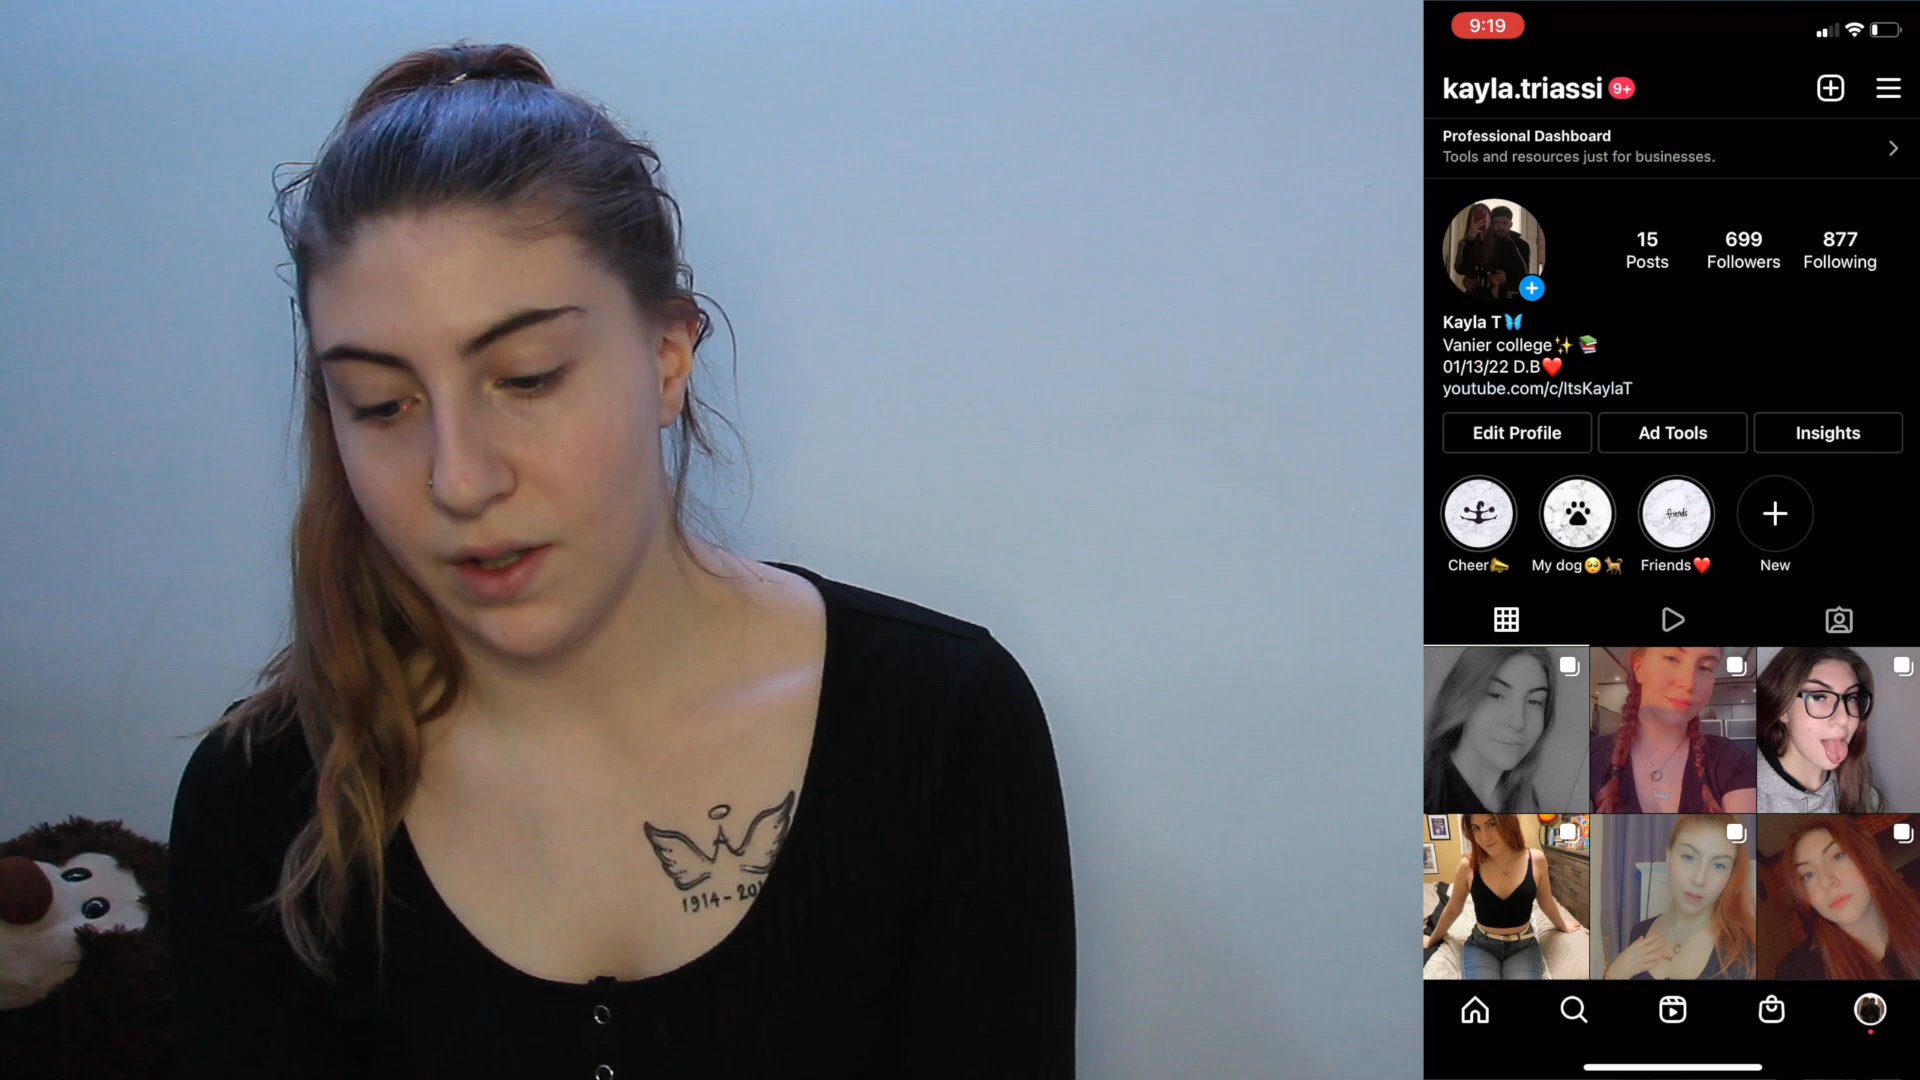 A
1914-20
9:19
kayla.triassi 9+
Professional Dashboard
Tools and resources just for businesses.
15 699 877
Posts Followers Following
Kayla T🦋
Vanier college✨ 📚
01/13/22 D.B❤️
youtube.com/c/ItsKaylaT
Edit Profile Ad Tools Insights
friends
Cheer📣 My dog🥺🐕 Friends❤️ New